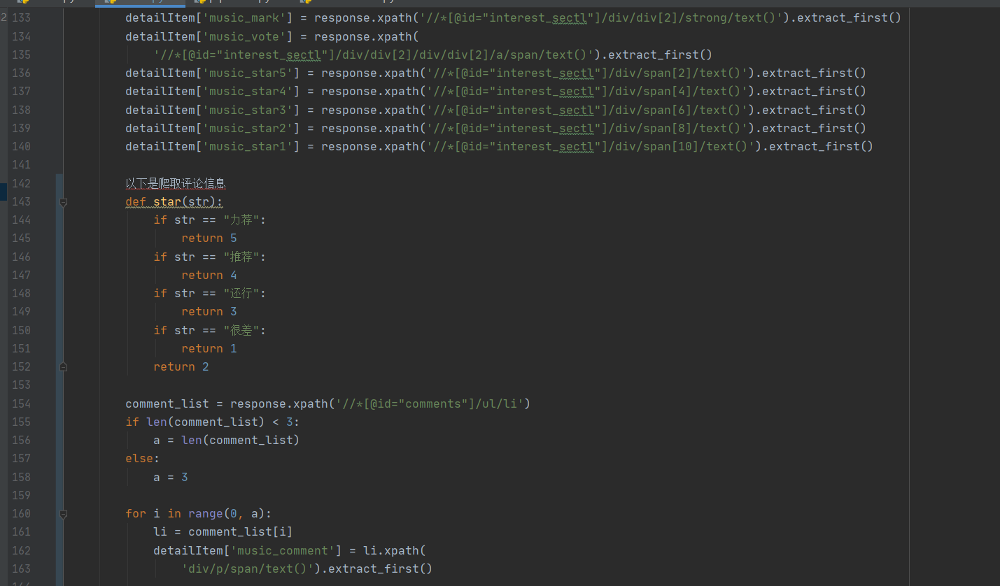 133 detailItem['music_mark'] = response.xpath('//*[@id="interest_sectl"]/div/div[2]/strong/text()').extract_first()
134 detailItem['music_vote'] = response.xpath(
135 '//*[@id="interest_sectl"]/div/div[2]/div/div[2]/a/span/text()').extract_first()
136 detailItem['music_star5'] = response.xpath('//*[@id="interest_sectl"]/div/span[2]/text()').extract_first()
137 detailItem['music_star4'] = response.xpath('//*[@id="interest_sectl"]/div/span[4]/text()').extract_first()
138 detailItem['music_star3'] = response.xpath('//*[@id="interest_sectl"]/div/span[6]/text()').extract_first()
139 detailItem['music_star2'] = response.xpath('//*[@id="interest_sectl"]/div/span[8]/text()').extract_first()
140 detailItem['music_star1'] = response.xpath('//*[@id="interest_sectl"]/div/span[10]/text()').extract_first()
141
142 以下是爬取评论信息
143 def star(str):
144 if str == "力荐":
145 return 5
146 if str == "推荐":
147 return 4
148 if str == "还行":
149 return 3
150 if str == "很差":
151 return 1
152 return 2
153
154 comment_list = response.xpath('//*[@id="comments"]/ul/li')
155 if len(comment_list) < 3:
156 a = len(comment_list)
157 else:
158 a = 3
159
160 for i in range(0, a):
161 li = comment_list[i]
162 detailItem['music_comment'] = li.xpath(
163 'div/p/span/text()').extract_first()